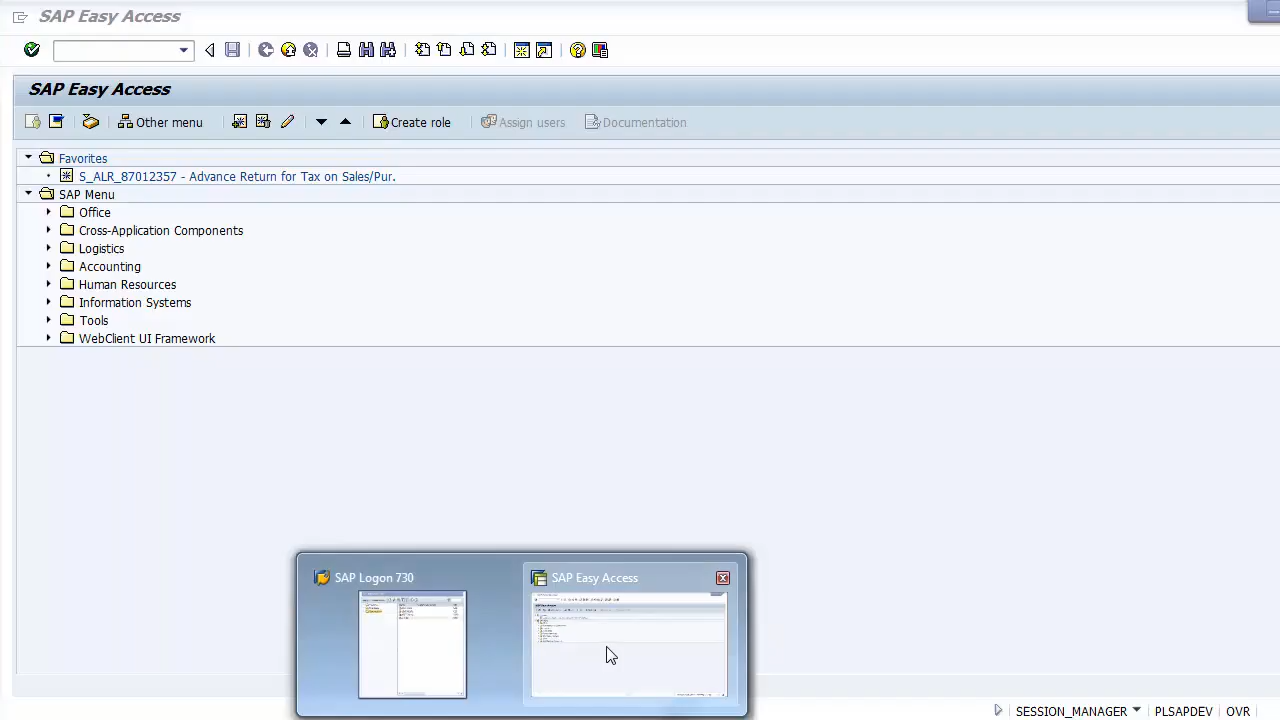 SAP Easy Access
SAP Easy Access
Other menu
Create role
Assign users
Documentation
Favorites
S_ALR_87012357 - Advance Return for Tax on Sales/Pur.
SAP Menu
Office
Cross-Application Components
Logistics
Accounting
Human Resources
Information Systems
Tools
WebClient UI Framework
SAP Logon 730
SAP Easy Access
SESSION_MANAGER
PLSAPDEV
OVR